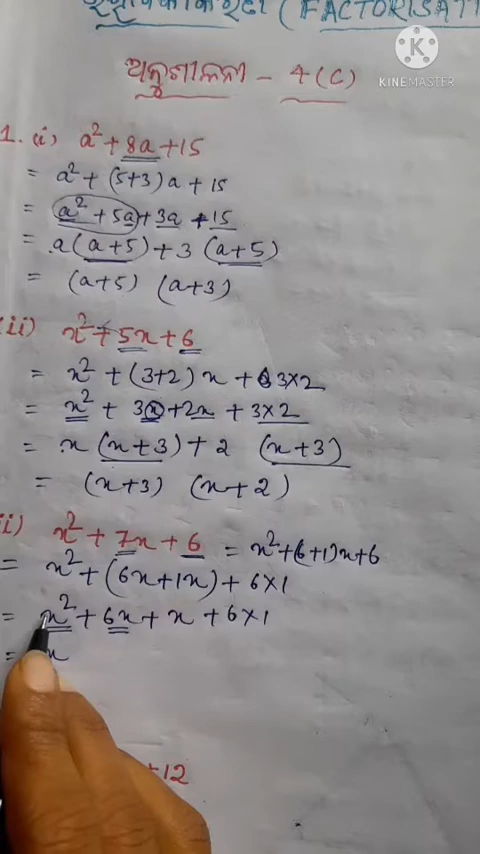 (FACTORISATI
ଅନୁଶୀଳନୀ - 4 (C)
KINEMASTER
1. (i) a² + 8a + 15
= a² + (5+3) a + 15
= a² + 5a + 3a + 15
= a (a+5) + 3 (a+5)
= (a+5) (a+3)
(ii) x² + 5x + 6
= x² + (3+2) x + 3×2
= x² + 3x + 2x + 3×2
= x (x+3) + 2 (x+3)
= (x+3) (x+2)
ii) x² + 7x + 6 = x² + (6+1)x + 6
= x² + (6x + 1x) + 6×1
= x² + 6x + x + 6×1
= x
+12